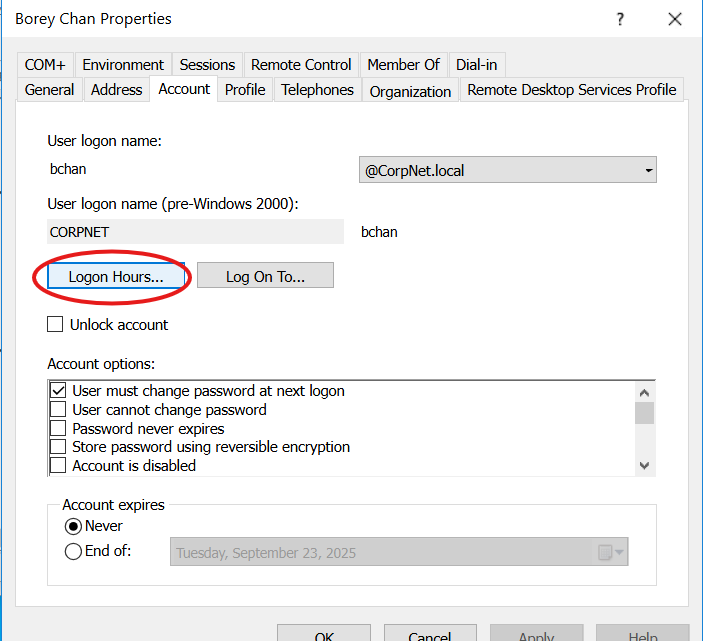 Borey Chan Properties
?
COM+ Environment Sessions Remote Control Member Of Dial-in
General Address Account Profile Telephones Organization Remote Desktop Services Profile
User logon name:
bchan @CorpNet.local
User logon name (pre-Windows 2000):
CORPNET bchan
Logon Hours... Log On To...
Unlock account
Account options:
User must change password at next logon
User cannot change password
Password never expires
Store password using reversible encryption
Account is disabled
Account expires
Never
End of: Tuesday, September 23, 2025
OK Cancel Apply Help